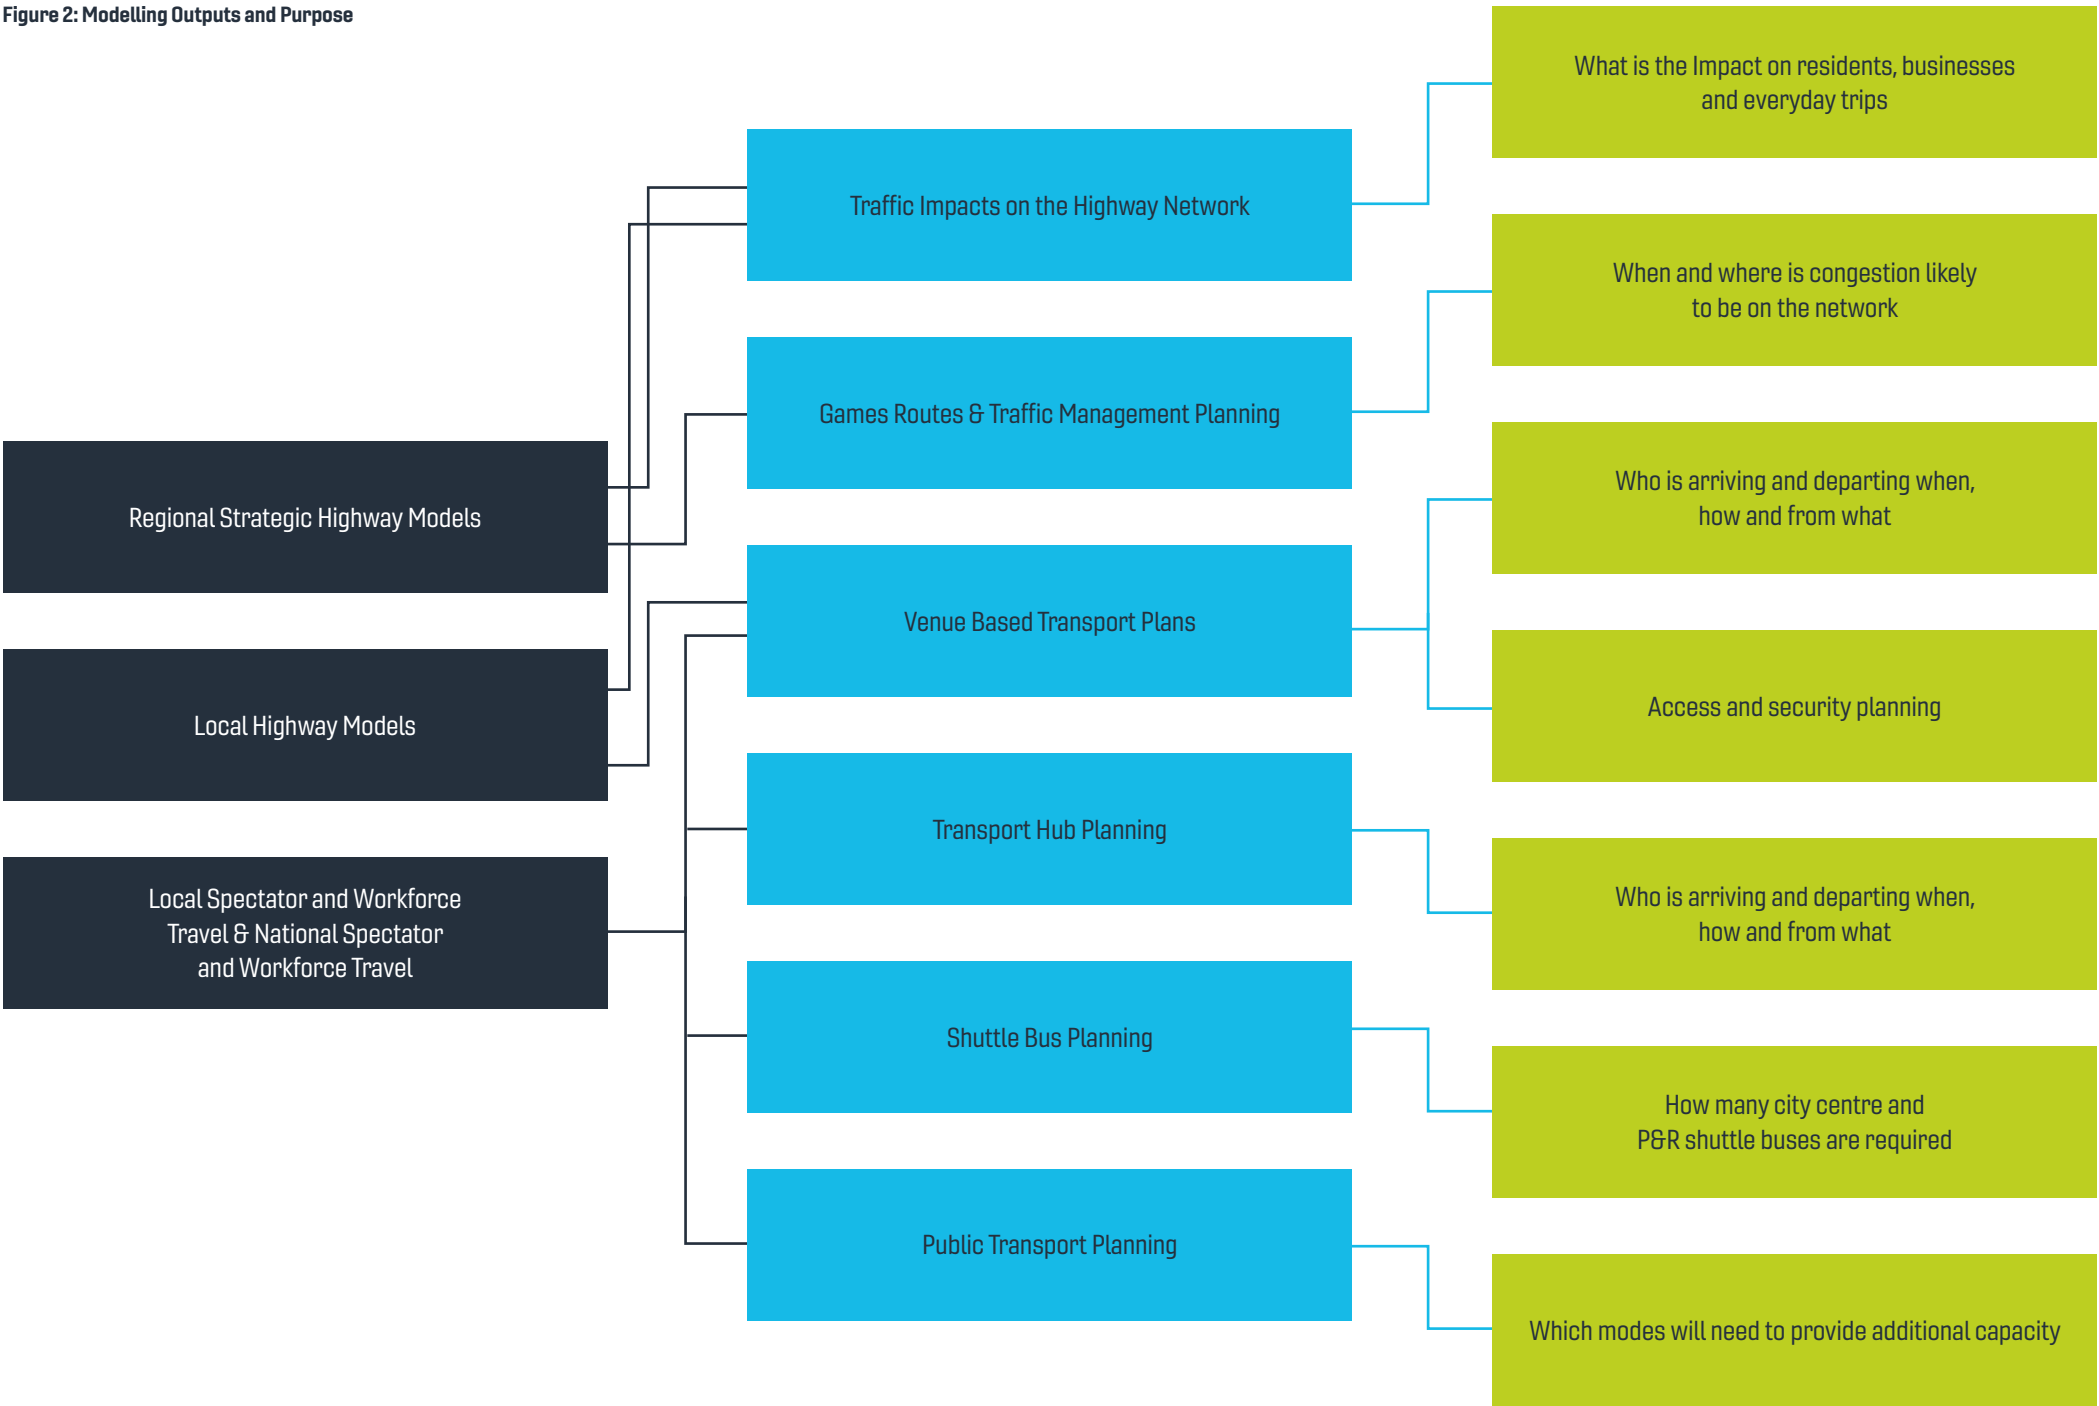 Figure 2: Modelling Outputs and Purpose
Regional Strategic Highway Models
Local Highway Models
Local Spectator and Workforce
Travel & National Spectator
and Workforce Travel
Traffic Impacts on the Highway Network
Games Routes & Traffic Management Planning
Venue Based Transport Plans
Transport Hub Planning
Shuttle Bus Planning
Public Transport Planning
What is the Impact on residents, businesses
and everyday trips
When and where is congestion likely
to be on the network
Who is arriving and departing when,
how and from what
Access and security planning
Who is arriving and departing when,
how and from what
How many city centre and
P&R shuttle buses are required
Which modes will need to provide additional capacity